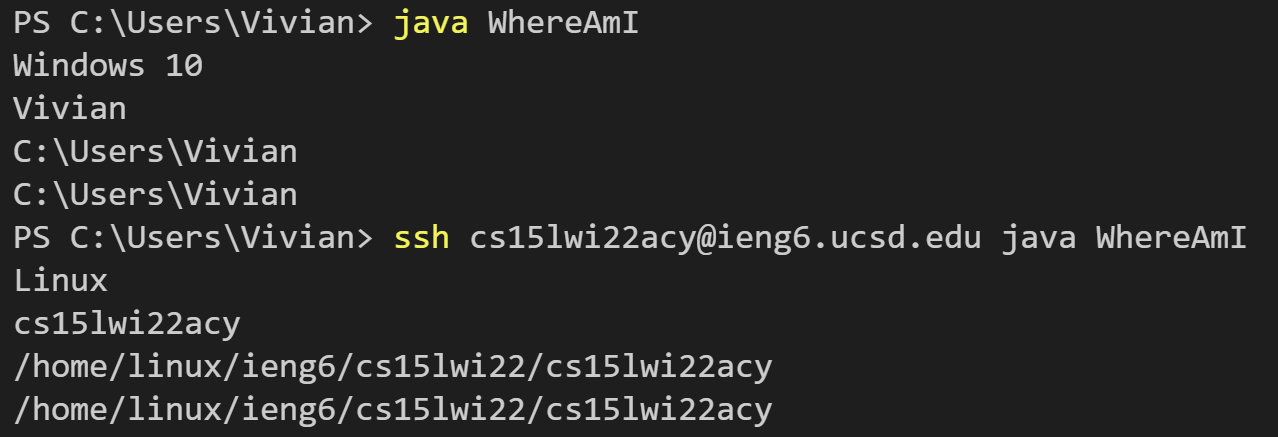 PS C:\Users\Vivian> java WhereAmI
Windows 10
Vivian
C:\Users\Vivian
C:\Users\Vivian
PS C:\Users\Vivian> ssh cs15lwi22acy@ieng6.ucsd.edu java WhereAmI
Linux
cs15lwi22acy
/home/linux/ieng6/cs15lwi22/cs15lwi22acy
/home/linux/ieng6/cs15lwi22/cs15lwi22acy